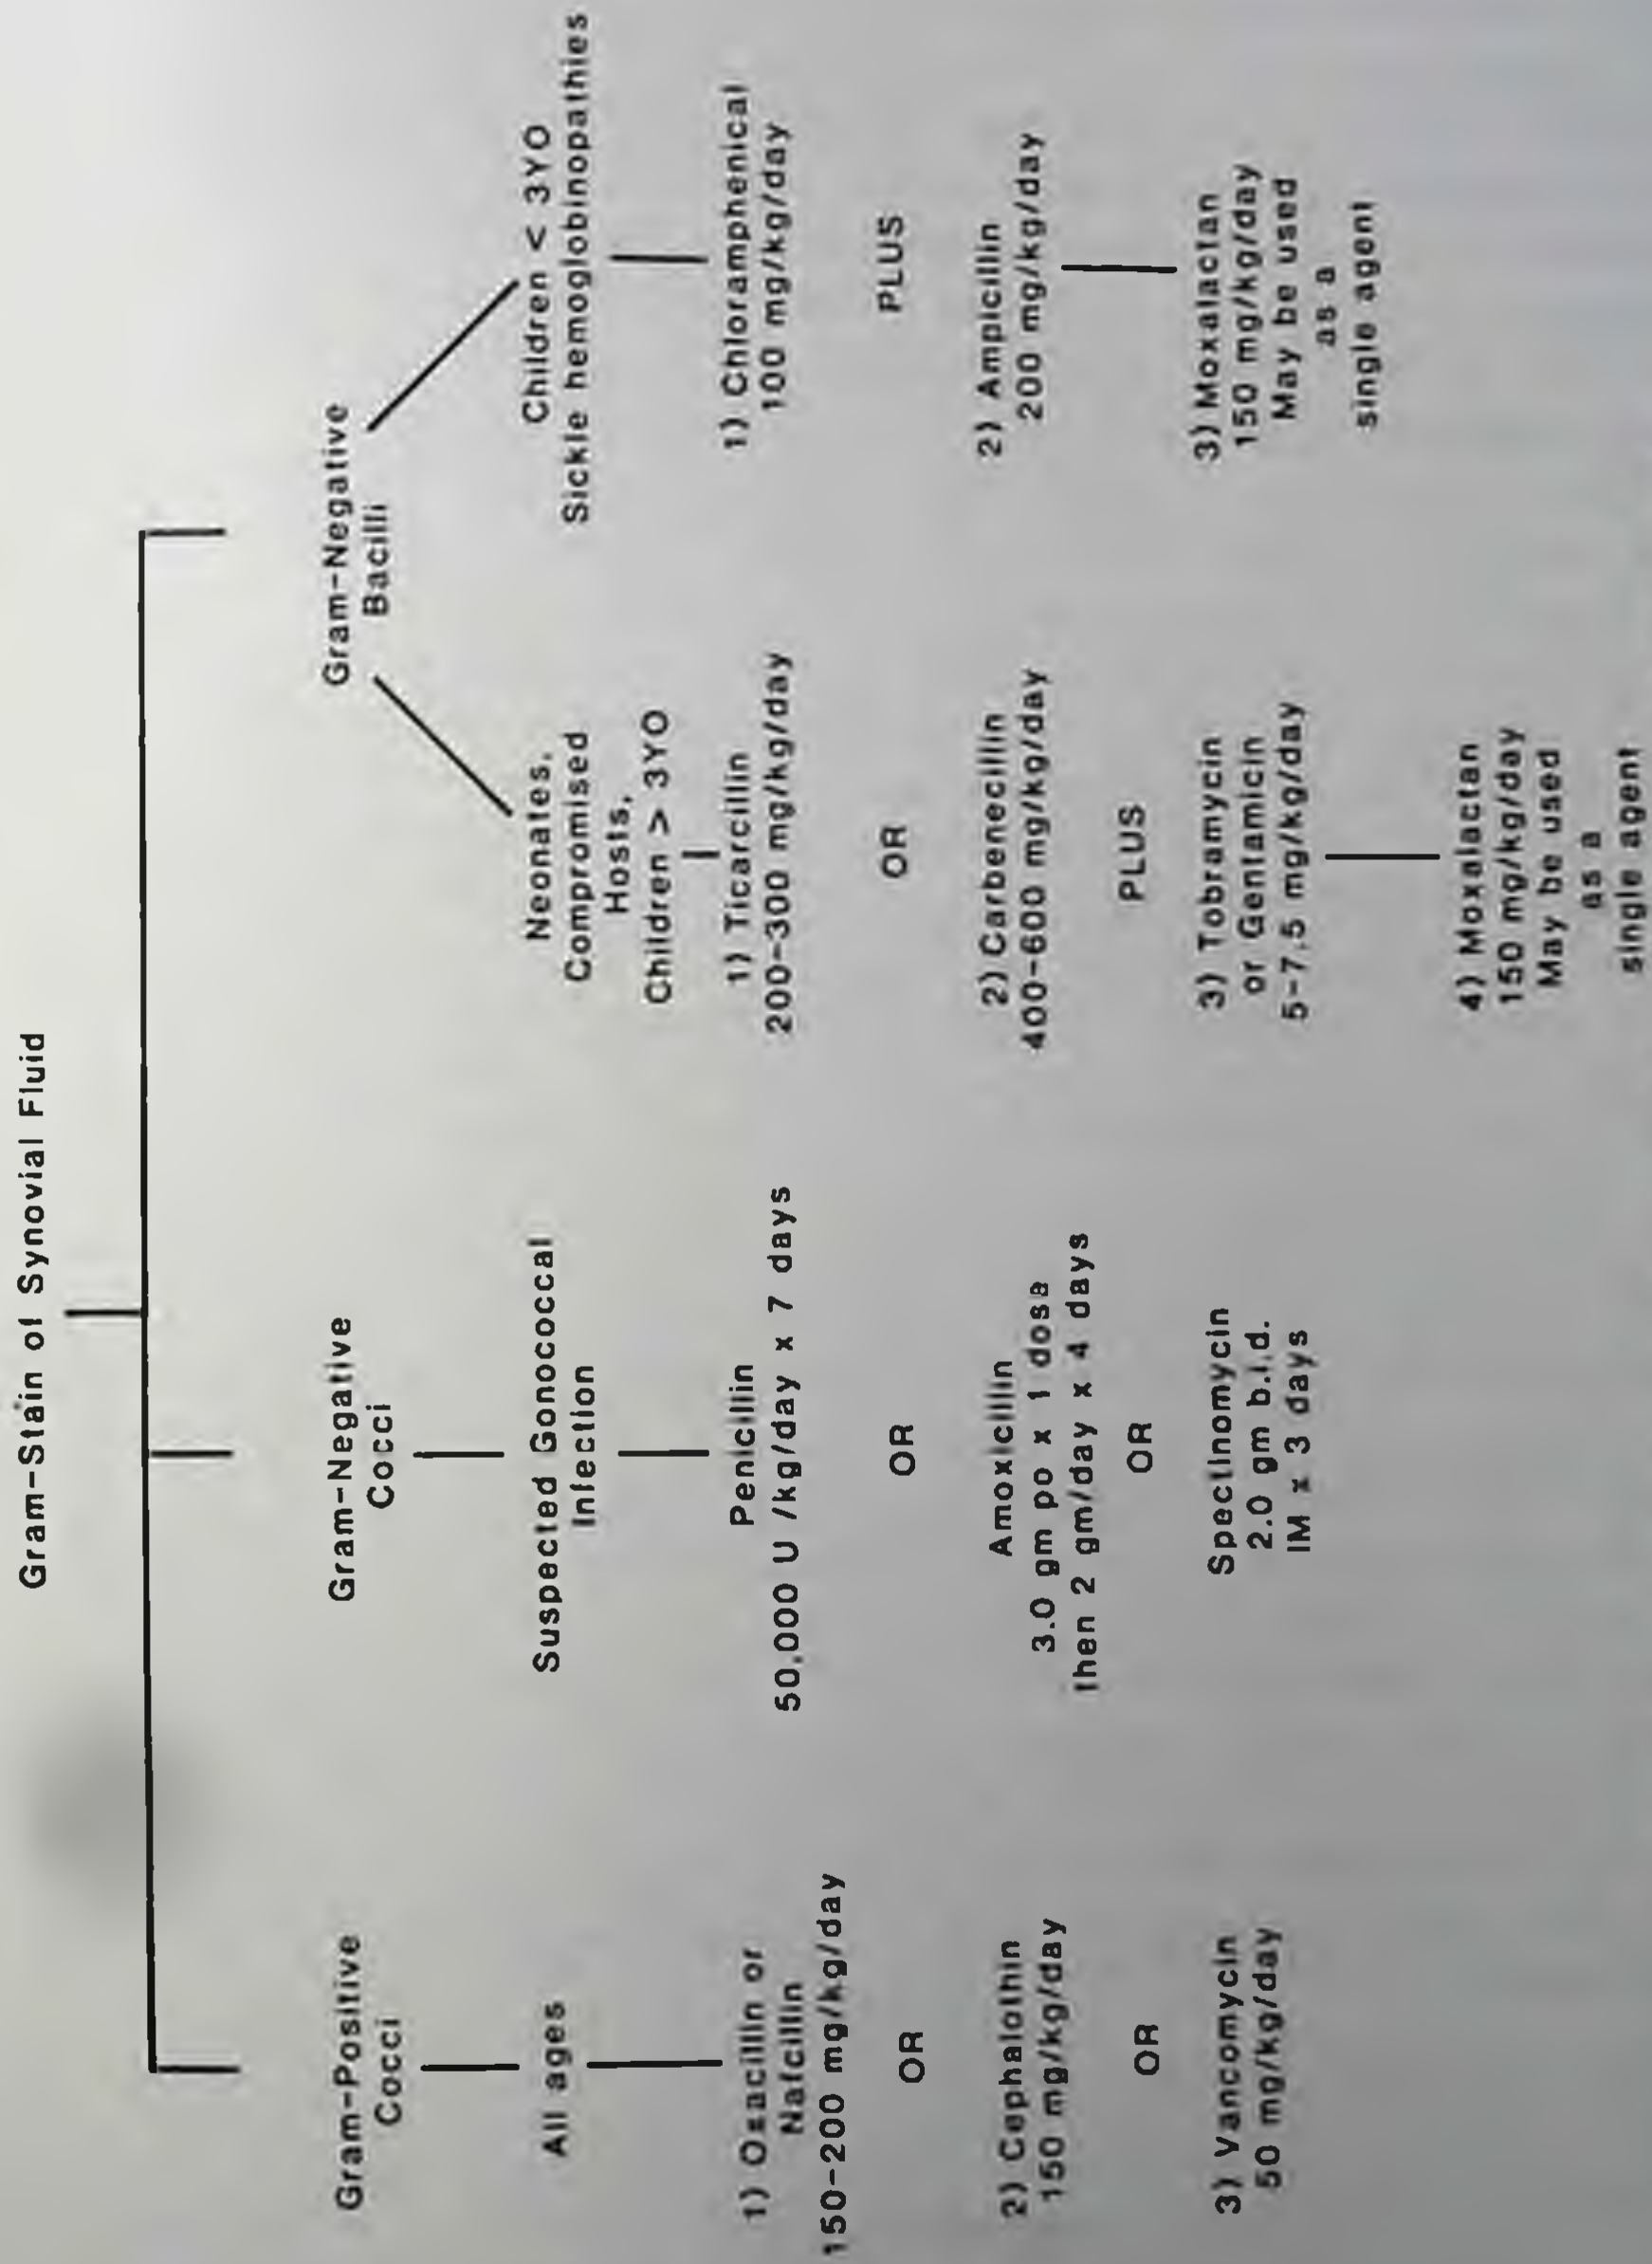 Gram-Stain of Synovial Fluid
Gram-Positive
Cocci
All ages
1) Oxacillin or
Nafcillin
150-200 mg/kg/day
OR
2) Cephalothin
150 mg/kg/day
OR
3) Vancomycin
50 mg/kg/day
Gram-Negative
Cocci
Suspected Gonococcal
Infection
Penicillin
50,000 U /kg/day x 7 days
OR
Amoxicillin
3.0 gm po x 1 dose
then 2 gm/day x 4 days
OR
Spectinomycin
2.0 gm b.i.d.
IM x 3 days
Gram-Negative
Bacilli
Neonates,
Compromised
Hosts,
Children > 3YO
1) Ticarcillin
200-300 mg/kg/day
OR
2) Carbenecillin
400-600 mg/kg/day
PLUS
3) Tobramycin
or Gentamicin
5-7.5 mg/kg/day
4) Moxalactan
150 mg/kg/day
May be used
as a
single agent
Children < 3YO
Sickle hemoglobinopathies
1) Chloramphenical
100 mg/kg/day
PLUS
2) Ampicillin
200 mg/kg/day
3) Moxalactan
150 mg/kg/day
May be used
as a
single agent